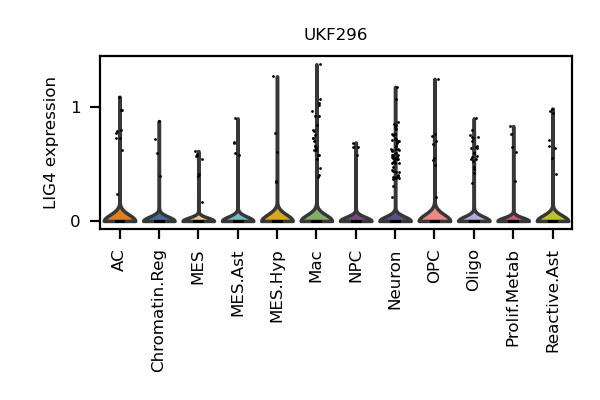 UKF296
LIG4 expression
1
0
AC
Chromatin.Reg
MES
MES.Ast
MES.Hyp
Mac
NPC
Neuron
OPC
Oligo
Prolif.Metab
Reactive.Ast